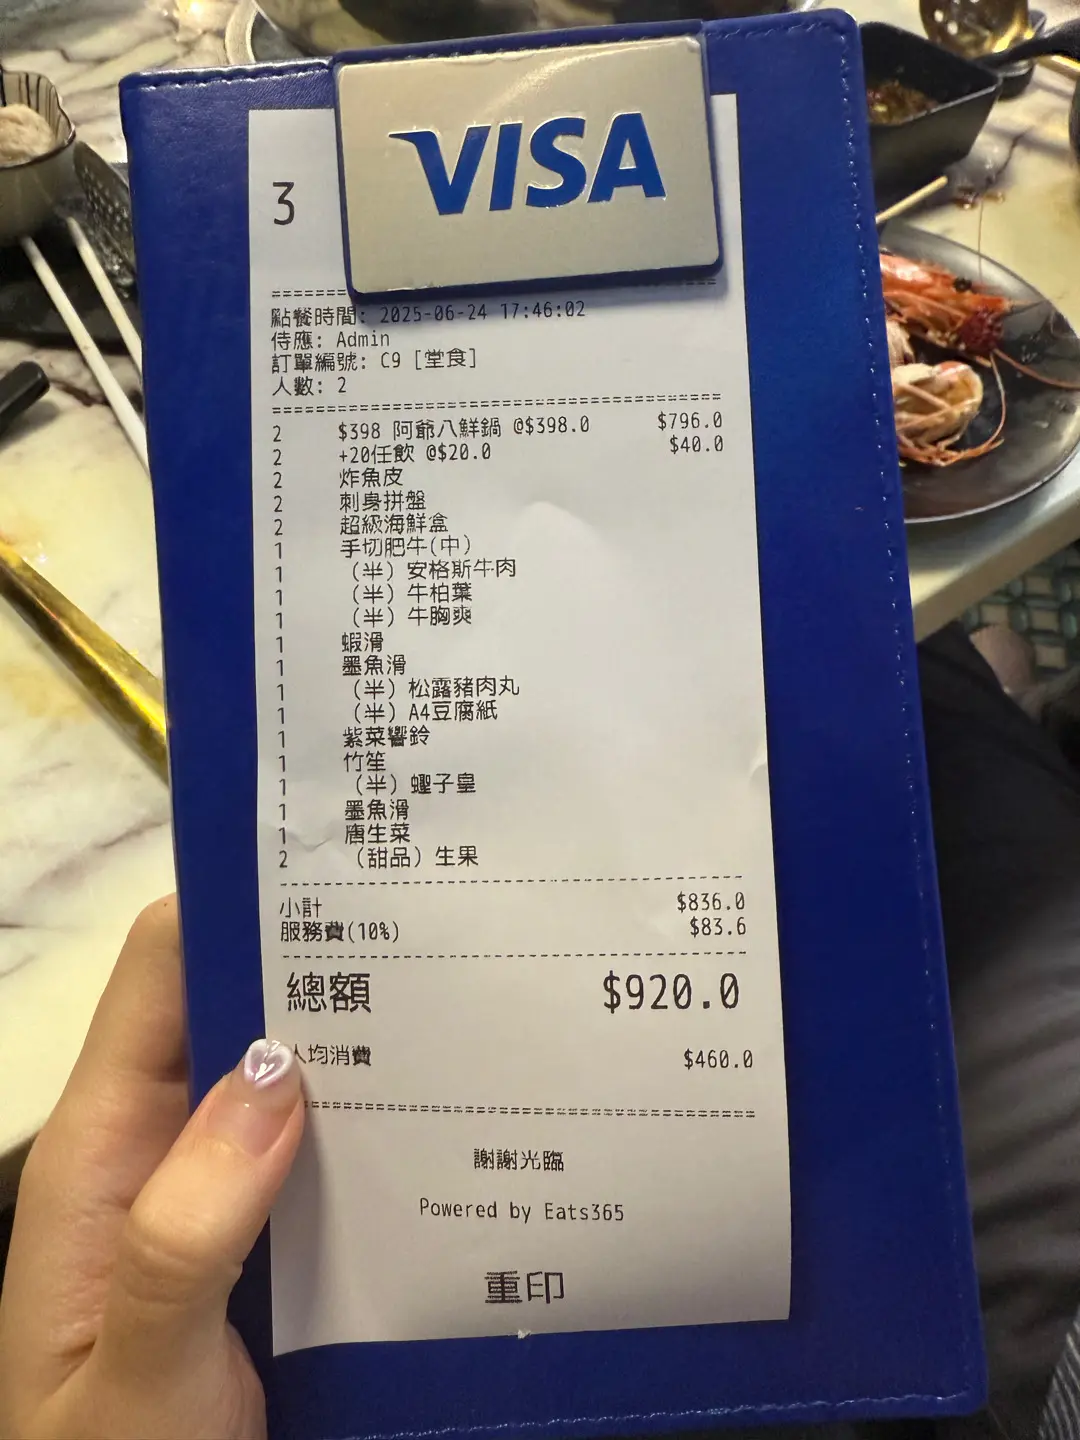 VISA
3
點餐時間: 2025-06-24 17:46:02
侍應: Admin
訂單編號: C9 [堂食]
人數: 2
2 $398 阿爺八鮮鍋 @$398.0 $796.0
2 +20任飲 @$20.0 $40.0
2 炸魚皮
2 刺身拼盤
2 超級海鮮盒
1 手切肥牛(中)
1 (半) 安格斯牛肉
1 (半) 牛柏葉
1 (半) 牛胸爽
1 蝦滑
1 墨魚滑
1 (半) 松露豬肉丸
1 (半) A4豆腐紙
1 紫菜響鈴
1 竹笙
1 (半) 蟶子皇
1 墨魚滑
1 唐生菜
2 (甜品) 生果
小計 $836.0
服務費(10%) $83.6
總額 $920.0
人均消費 $460.0
謝謝光臨
Powered by Eats365
重印